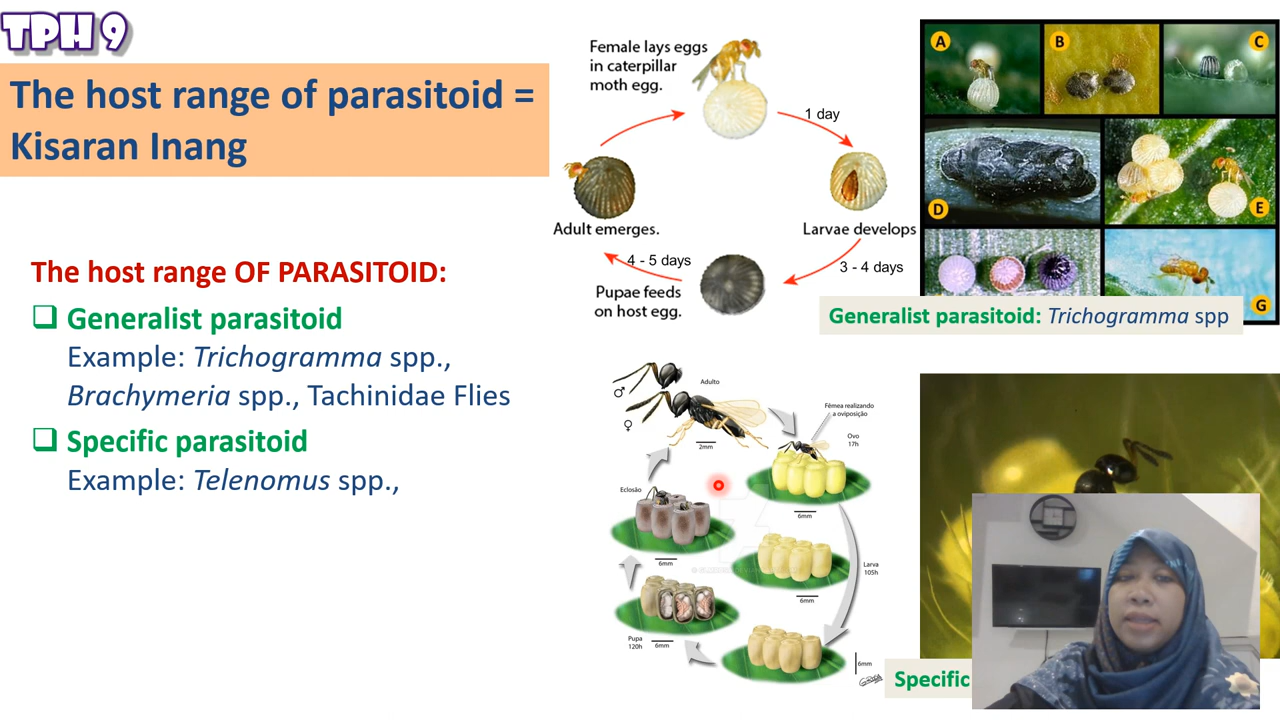 TPH 9
The host range of parasitoid =
Kisaran Inang
The host range OF PARASITOID:
Generalist parasitoid
Example: Trichogramma spp.,
Brachymeria spp., Tachinidae Flies
Specific parasitoid
Example: Telenomus spp.,
Female lays eggs
in caterpillar
moth egg.
1 day
Larvae develops
3 - 4 days
Pupae feeds
on host egg.
4 - 5 days
Adult emerges.
A
B
C
D
E
G
Generalist parasitoid: Trichogramma spp
Adulto
♂
♀
2mm
Fêmea realizando
a oviposição
Ovo
17h
6mm
Larva
105h
6mm
6mm
Pupa
120h
6mm
Eclosão
6mm
Specific